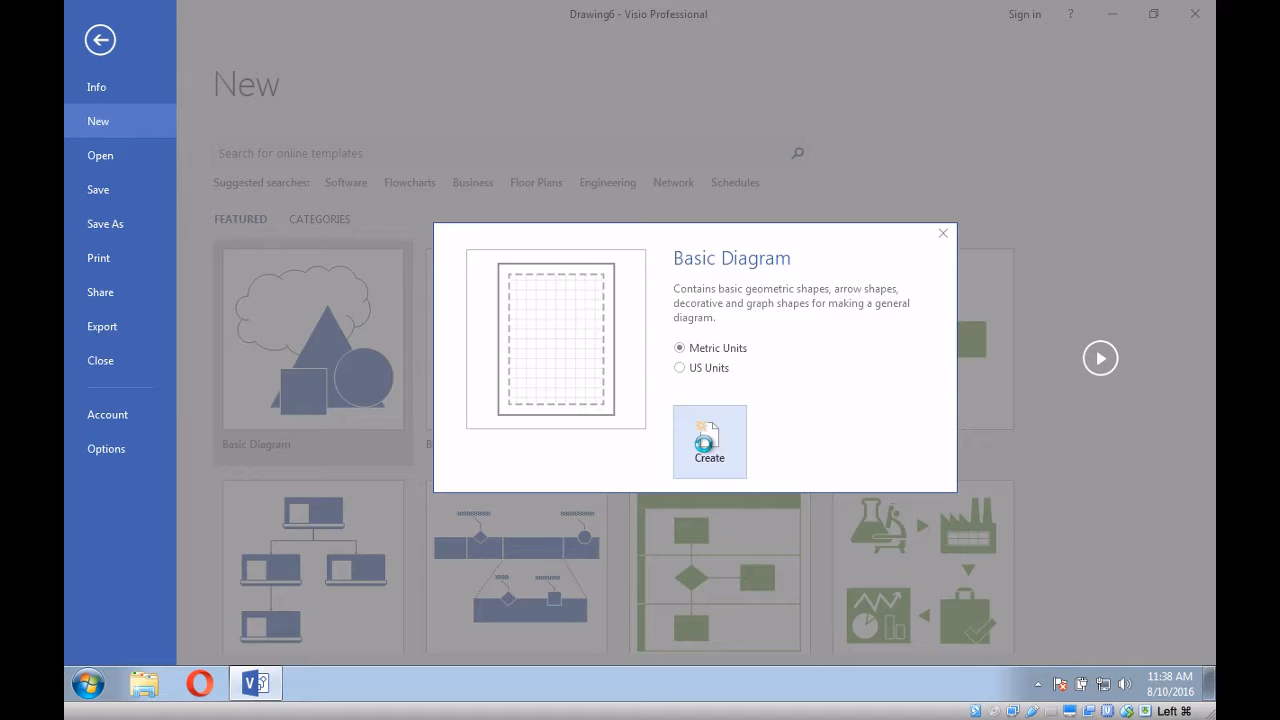 Drawing6 - Visio Professional
Sign in
?
Info
New
Open
Save
Save As
Print
Share
Export
Close
Account
Options
New
Search for online templates
Suggested searches: Software Flowcharts Business Floor Plans Engineering Network Schedules
FEATURED CATEGORIES
Basic Diagram
Basic Diagram
Contains basic geometric shapes, arrow shapes,
decorative and graph shapes for making a general
diagram.
Metric Units
US Units
Create
11:38 AM
8/10/2016
Left ⌘